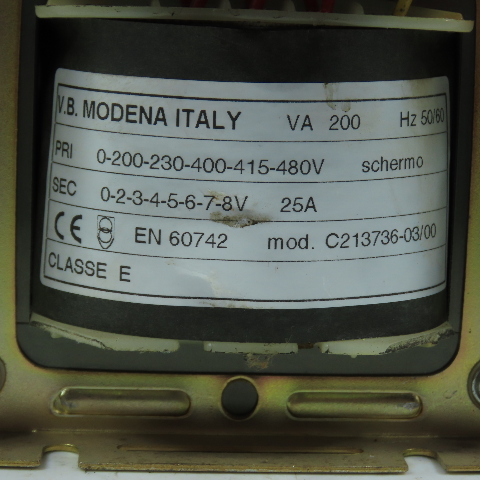 V.B. MODENA ITALY VA 200 Hz 50/60
PRI 0-200-230-400-415-480V schermo
SEC 0-2-3-4-5-6-7-8V 25A
CE EN 60742 mod. C213736-03/00
CLASSE E